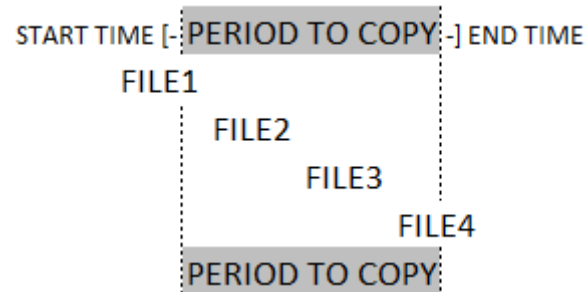 START TIME [- PERIOD TO COPY -] END TIME
FILE1
FILE2
FILE3
FILE4
PERIOD TO COPY